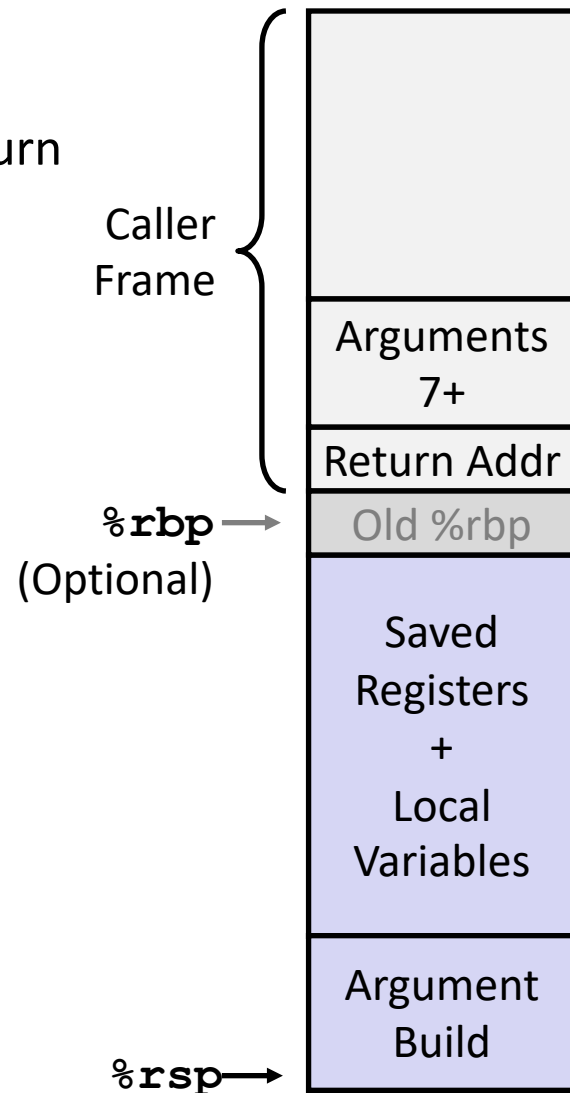 urn
Caller
Frame
Arguments
7+
Return Addr
%rbp
(Optional)
Old %rbp
Saved
Registers
+
Local
Variables
Argument
Build
%rsp